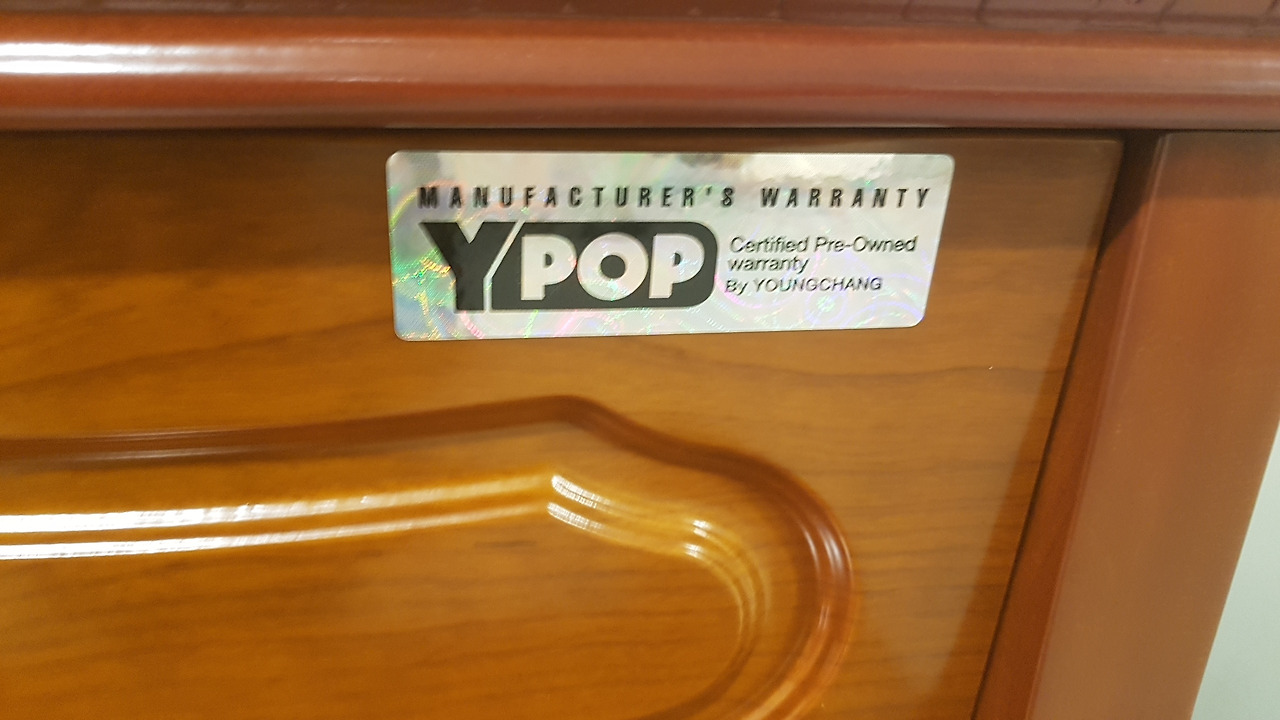 MANUFACTURER'S WARRANTY
YPOP
Certified Pre-Owned
warranty
By YOUNGCHANG